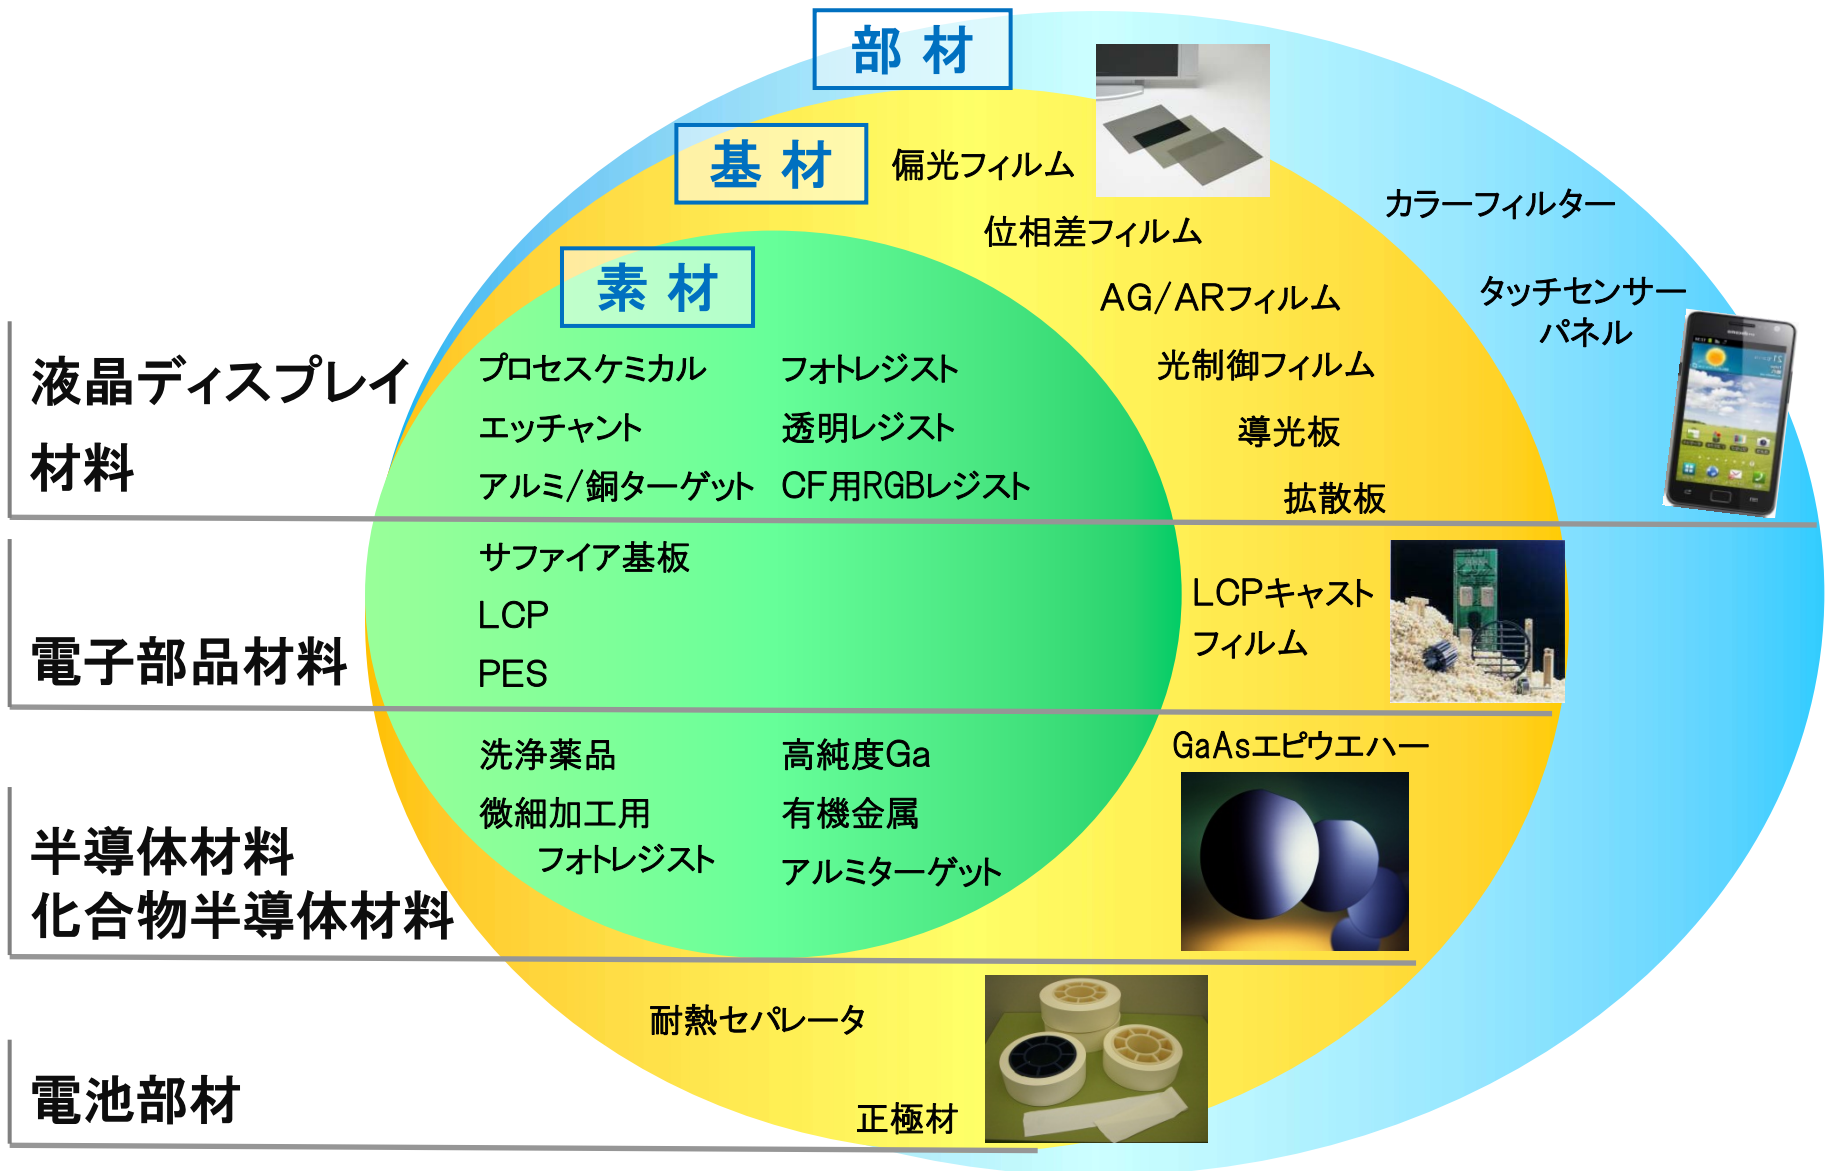 部 材
基 材
偏光フィルム
カラーフィルター
位相差フィルム
素 材
AG/ARフィルム
タッチセンサー
パネル
液晶ディスプレイ
材料
プロセスケミカル
フォトレジスト
光制御フィルム
エッチャント
透明レジスト
導光板
アルミ/銅ターゲット
CF用RGBレジスト
拡散板
電子部品材料
サファイア基板
LCP
PES
LCPキャスト
フィルム
半導体材料
化合物半導体材料
洗浄薬品
高純度Ga
GaAsエピウエハー
微細加工用
フォトレジスト
有機金属
アルミターゲット
電池部材
耐熱セパレータ
正極材